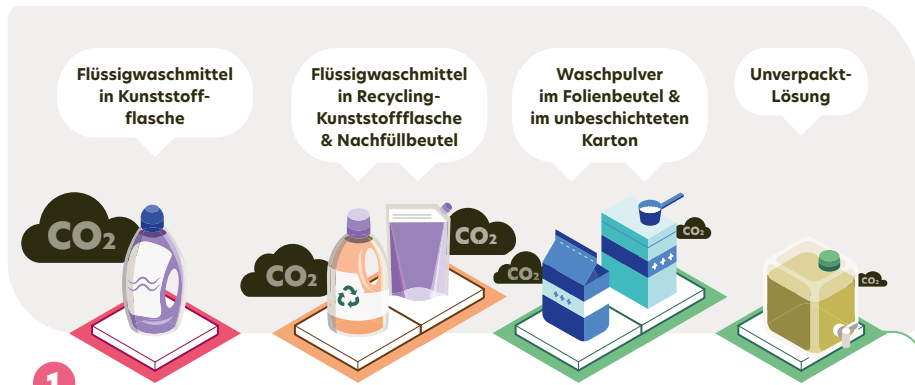 Flüssigwaschmittel
in Kunststoff-
flasche
Flüssigwaschmittel
in Recycling-
Kunststoffflasche
& Nachfüllbeutel
Waschpulver
im Folienbeutel &
im unbeschichteten
Karton
Unverpackt-
Lösung
CO₂
CO₂
CO₂
CO₂
CO₂
CO₂
1